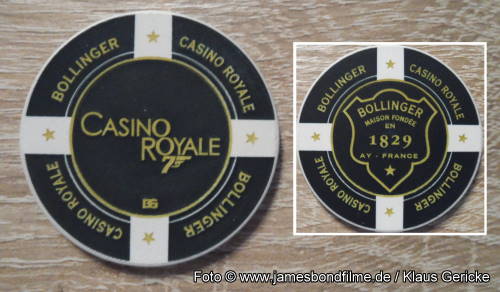 BOLLINGER
CASINO ROYALE
CASINO
ROYALE
007
CASINO ROYALE
BOLLINGER
BG
BOLLINGER
CASINO ROYALE
BOLLINGER
MAISON FONDÉE
EN
1829
AY - FRANCE
CASINO ROYALE
BOLLINGER
Foto © www.jamesbondfilme.de / Klaus Gericke